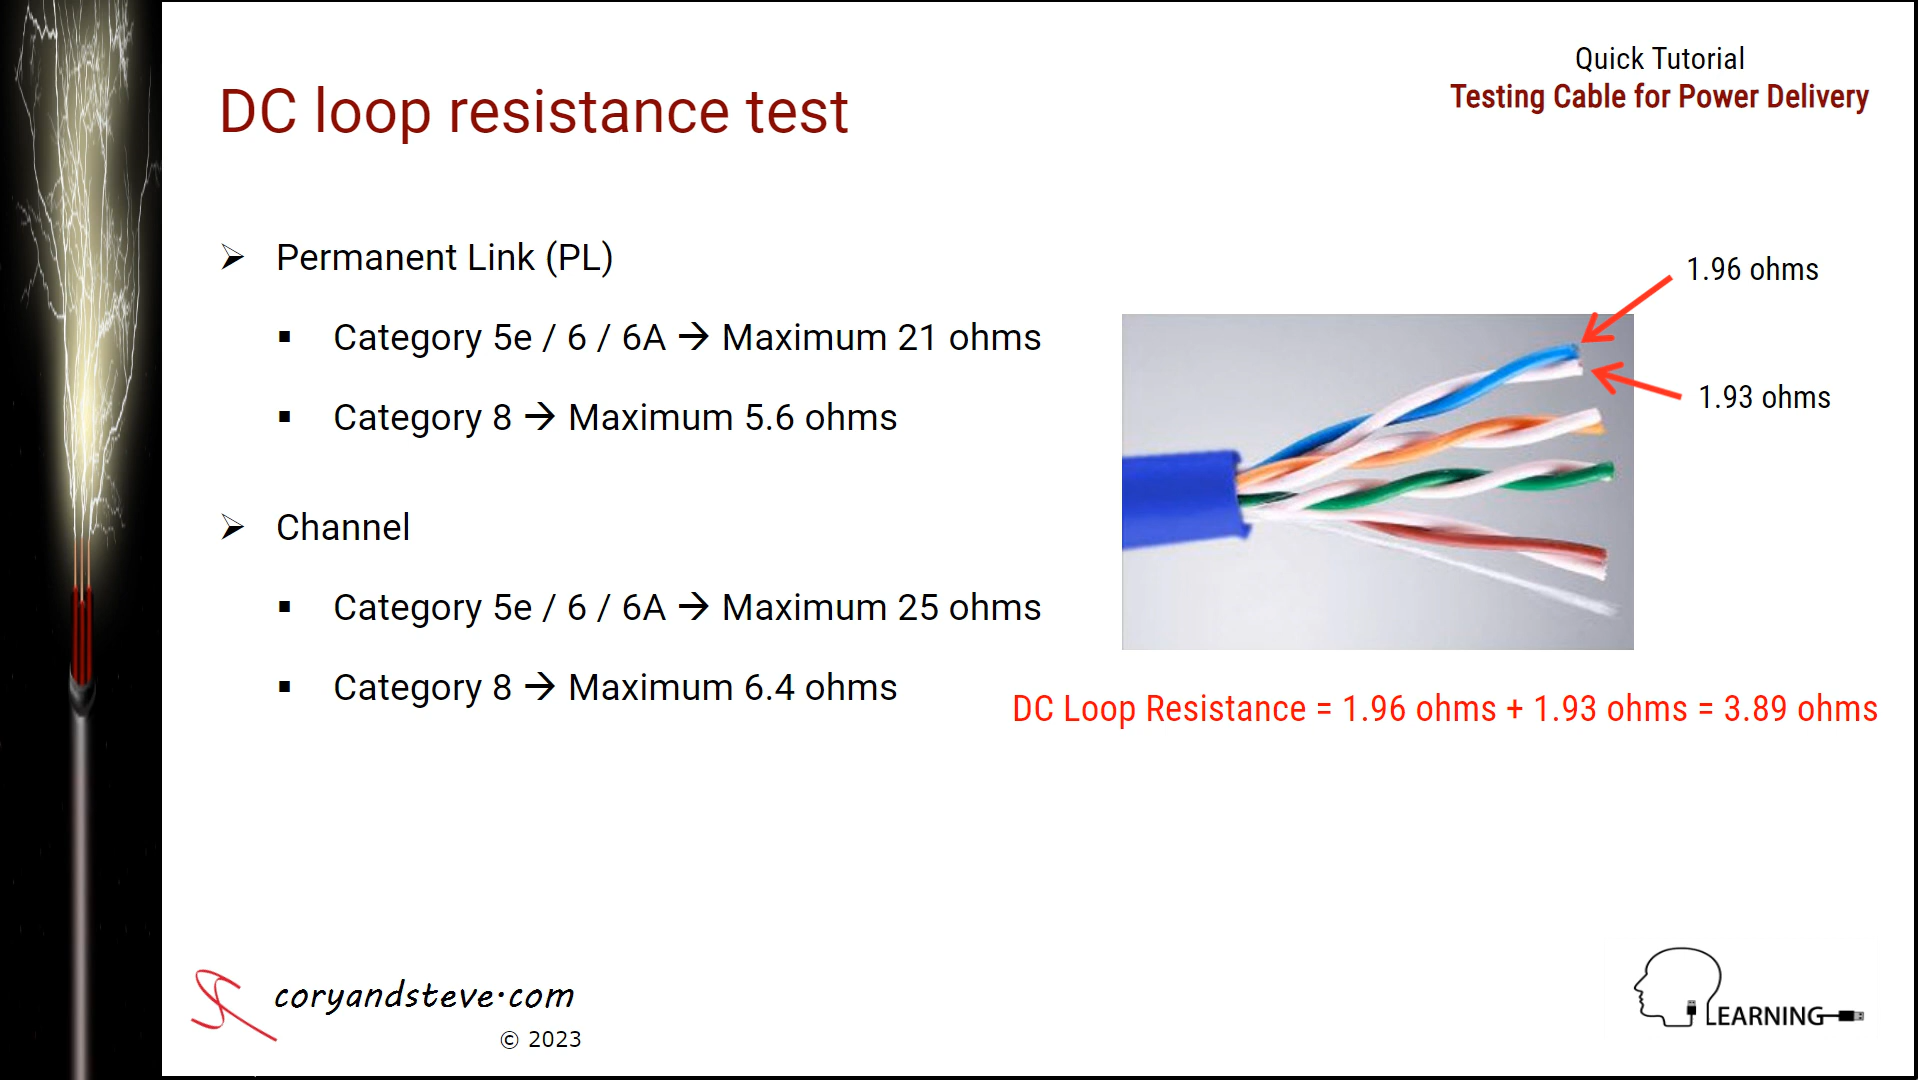 Quick Tutorial
Testing Cable for Power Delivery
DC loop resistance test
➢ Permanent Link (PL)
▪ Category 5e / 6 / 6A → Maximum 21 ohms
▪ Category 8 → Maximum 5.6 ohms
➢ Channel
▪ Category 5e / 6 / 6A → Maximum 25 ohms
▪ Category 8 → Maximum 6.4 ohms
1.96 ohms
1.93 ohms
DC Loop Resistance = 1.96 ohms + 1.93 ohms = 3.89 ohms
coryandsteve.com
© 2023
LEARNING